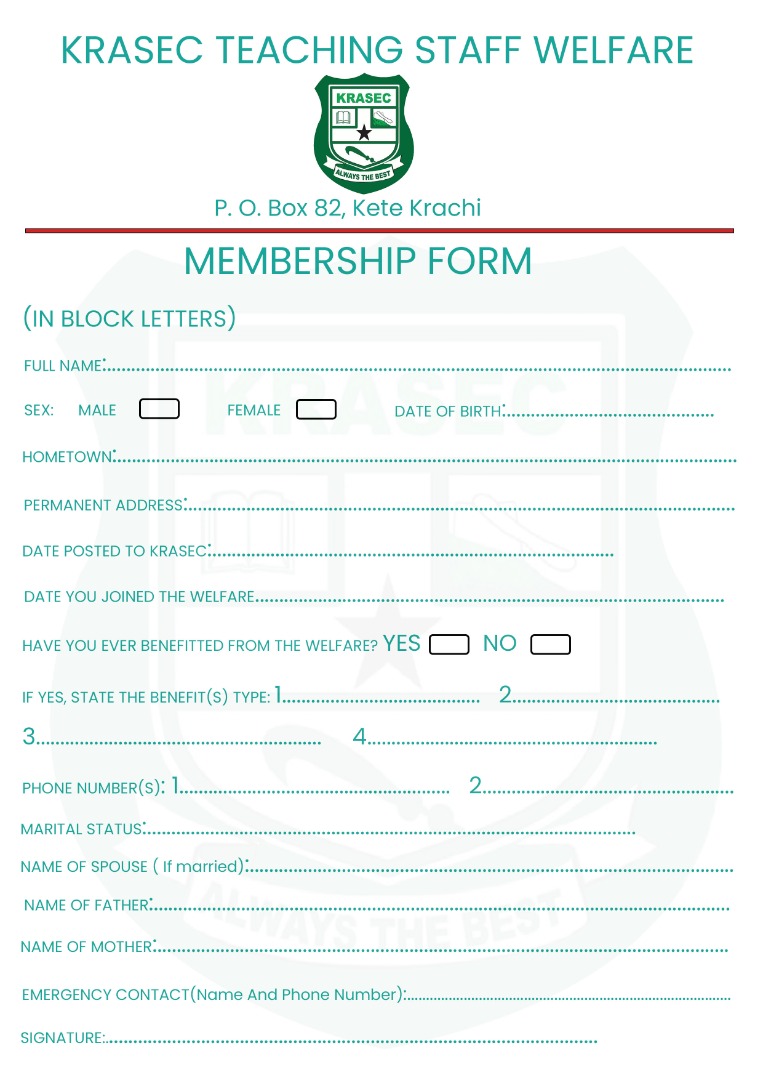 KRASEC TEACHING STAFF WELFARE
KRASEC
ALWAYS THE BEST
P. O. Box 82, Kete Krachi
MEMBERSHIP FORM
(IN BLOCK LETTERS)
FULL NAME:..............................................................................................................................
SEX: MALE FEMALE DATE OF BIRTH:..........................................
HOMETOWN:............................................................................................................................
PERMANENT ADDRESS:..............................................................................................................
DATE POSTED TO KRASEC:................................................................................
DATE YOU JOINED THE WELFARE..............................................................................................
HAVE YOU EVER BENEFITTED FROM THE WELFARE? YES NO
IF YES, STATE THE BENEFIT(S) TYPE: 1........................................ 2..........................................
3......................................................... 4..........................................................
PHONE NUMBER(S): 1...................................................... 2..................................................
MARITAL STATUS:..................................................................................................
NAME OF SPOUSE ( If married):.................................................................................................
NAME OF FATHER:....................................................................................................................
NAME OF MOTHER:...................................................................................................................
EMERGENCY CONTACT(Name And Phone Number):.....................................................................
SIGNATURE:..................................................................................................
KRASEC
ALWAYS THE BEST